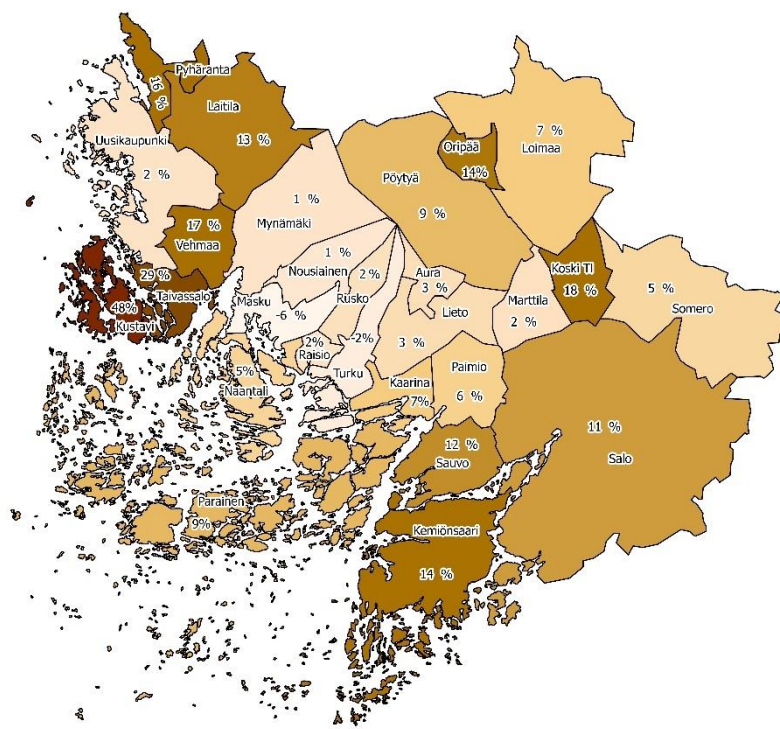 Pyhäranta
16 %
Laitila
13 %
Uusikaupunki
2 %
17 %
Vehmaa
29 %
Taivassalo
48%
Kustavi
1 %
Mynämäki
1 %
Nousiainen
2 %
Rusko
Masku
-6 %
2%
Raisio
-2%
Turku
5%
Naantali
Pöytyä
9 %
Oripää
14%
7 %
Loimaa
Aura
3 %
Lieto
3 %
Marttila
2 %
Koski Tl
18 %
5 %
Somero
Kaarina
7%
Paimio
6 %
12 %
Sauvo
11 %
Salo
Parainen
9%
Kemiönsaari
14 %